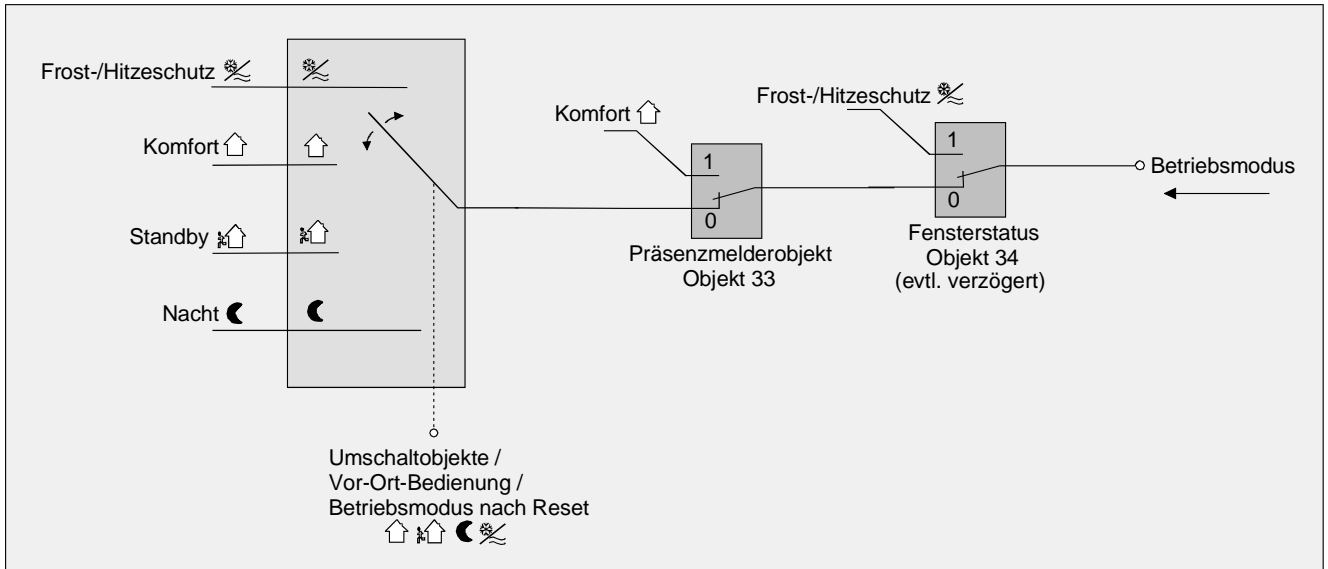 Frost-/Hitzeschutz
Komfort
Standby
Nacht
Umschaltobjekte /
Vor-Ort-Bedienung /
Betriebsmodus nach Reset
Komfort
1
0
Präsenzmelderobjekt
Objekt 33
Frost-/Hitzeschutz
1
0
Fensterstatus
Objekt 34
(evtl. verzögert)
Betriebsmodus